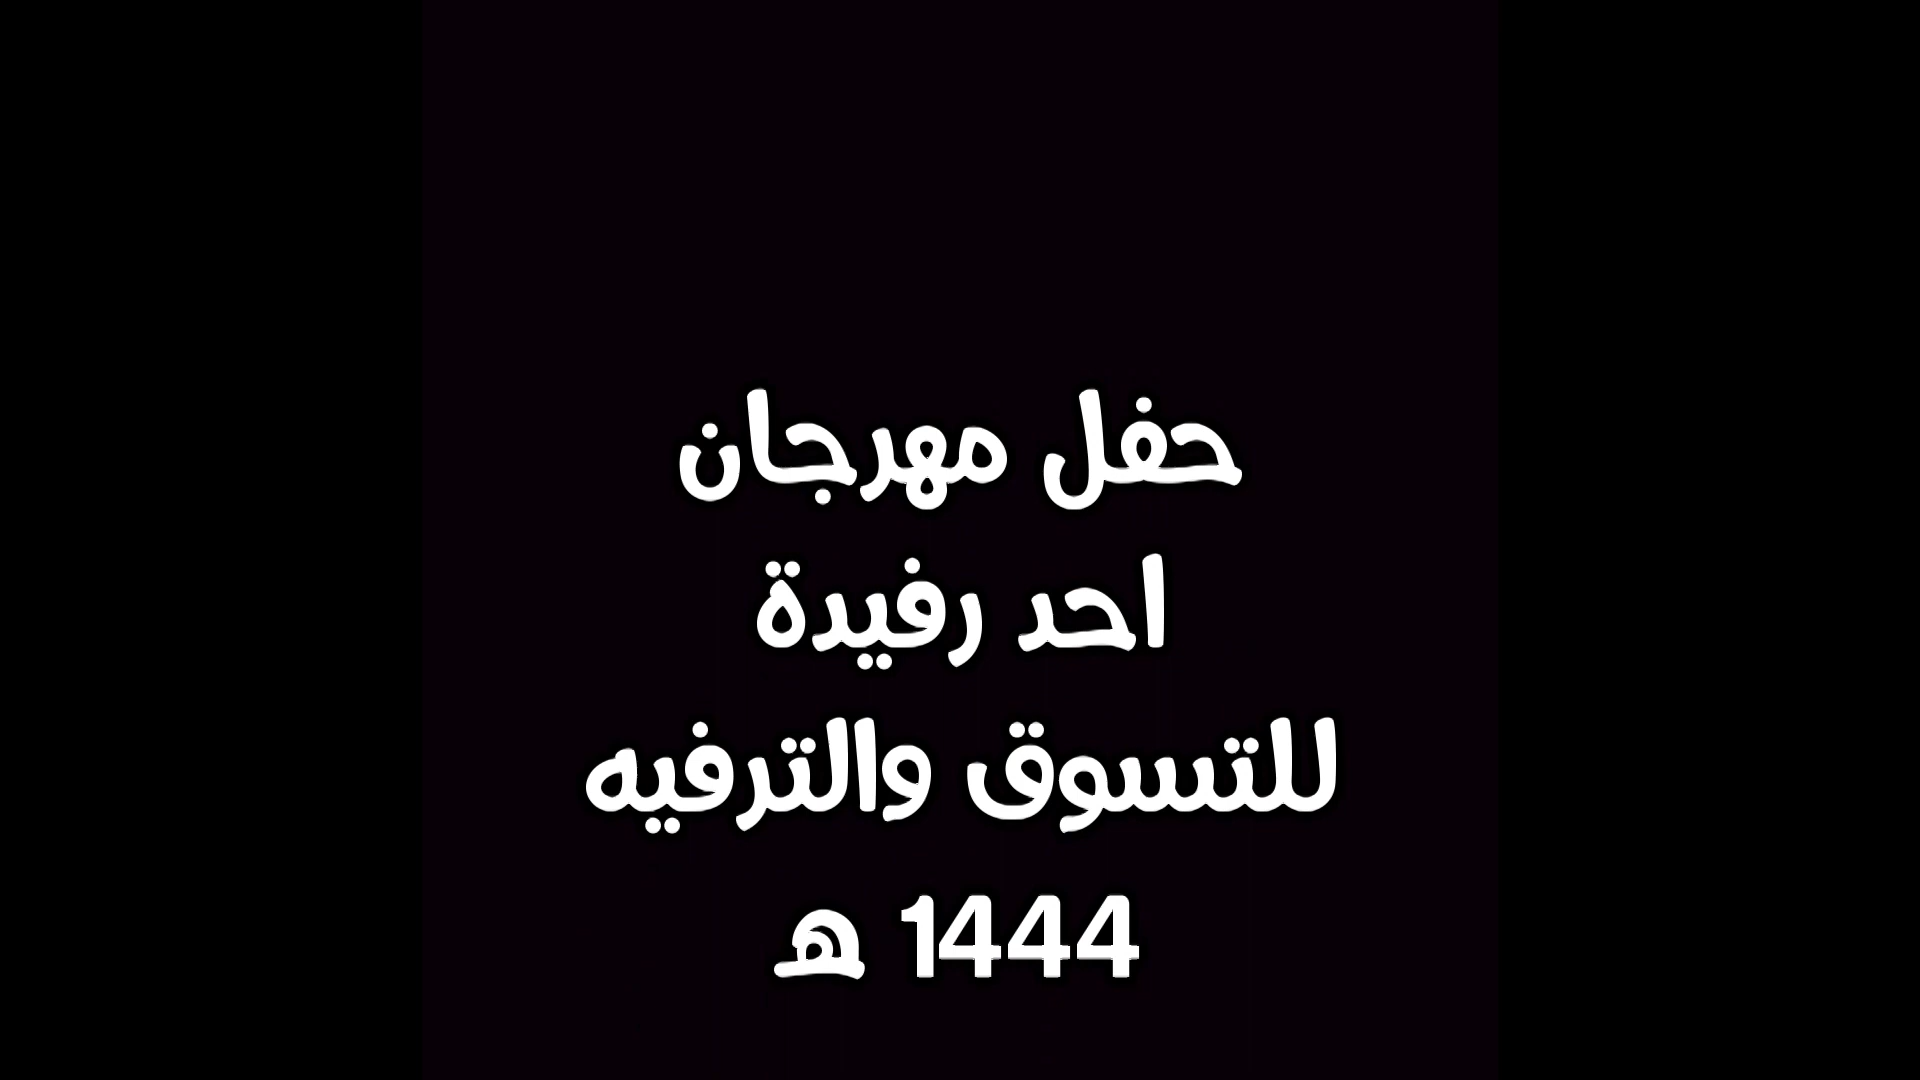 حفل مهرجان
احد رفيدة
للتسوق والترفيه
1444 هـ